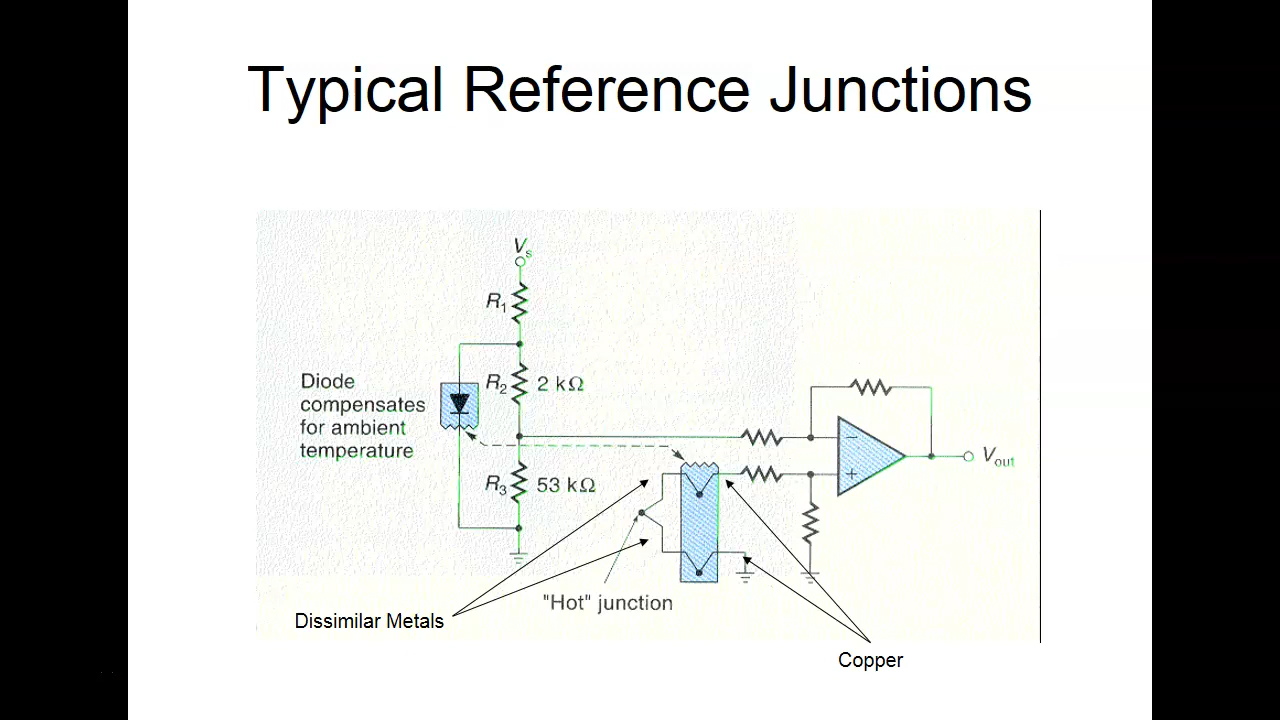 Typical Reference Junctions
Vs
R1
Diode
compensates
for ambient
temperature
R2 2 kΩ
R3 53 kΩ
−
+
Vout
"Hot" junction
Dissimilar Metals
Copper